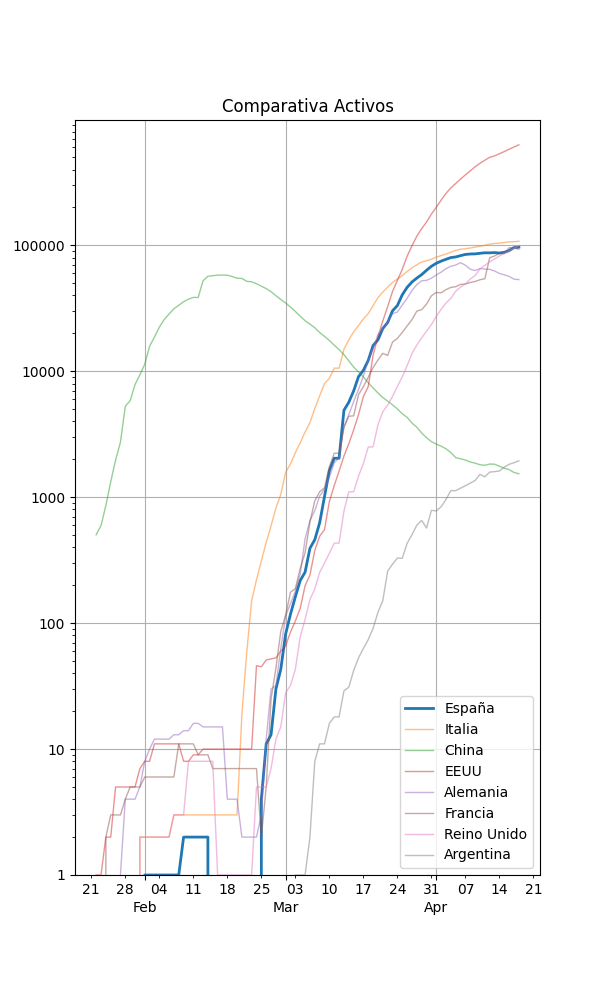 Comparativa Activos
100000
10000
1000
100
10
1
21 28 04 11 18 25 03 10 17 24 31 07 14 21
Feb Mar Apr
España
Italia
China
EEUU
Alemania
Francia
Reino Unido
Argentina